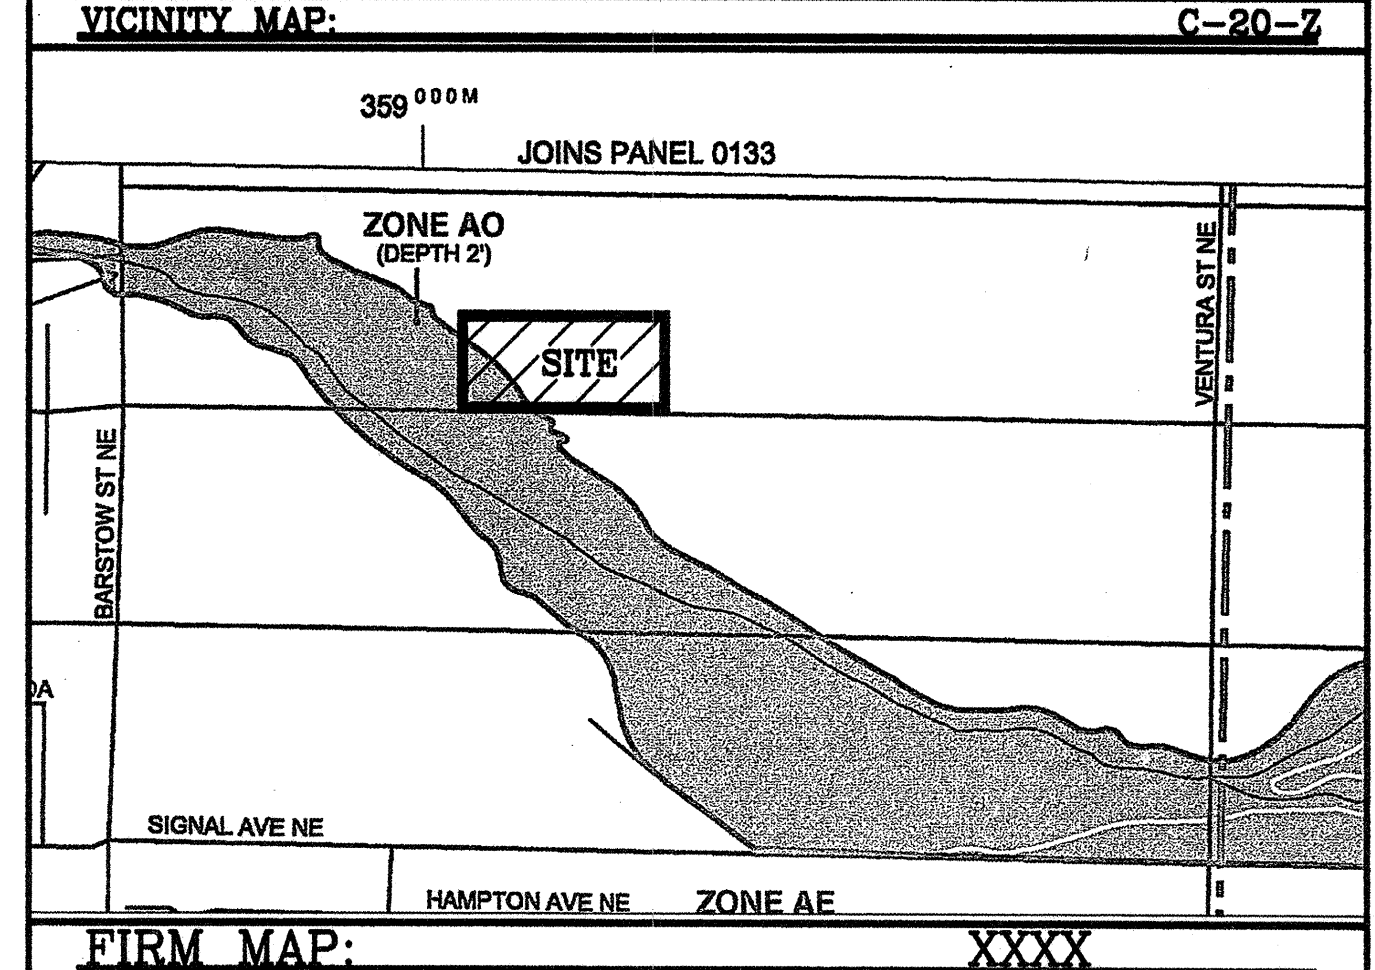 VICINITY MAP: C-20-Z
359 000M
JOINS PANEL 0133
ZONE AO
(DEPTH 2')
VENTURA ST NE
SITE
BARSTOW ST NE
DA
SIGNAL AVE NE
HAMPTON AVE NE ZONE AE
FIRM MAP: XXXX